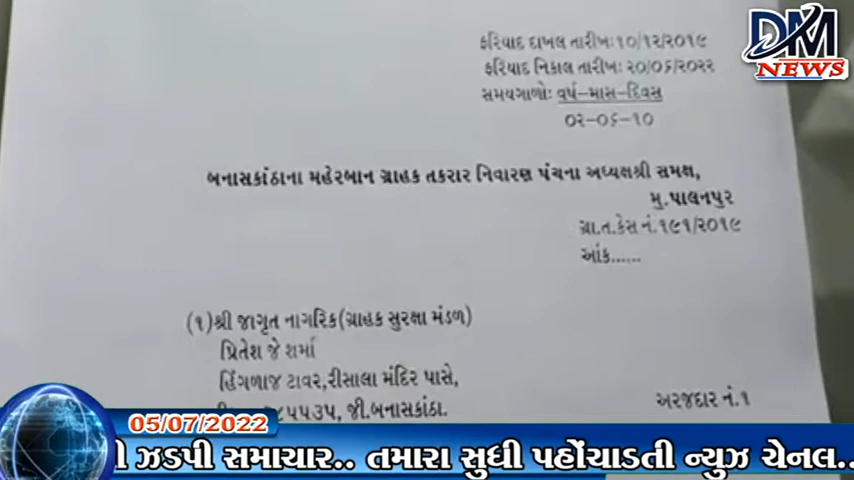 ફરિયાદ દાખલ તારીખઃ૧૦/૧૨/૨૦૧૯
ફરિયાદ નિકાલ તારીખઃ ૨૦/૦૬/૨૦૨૨
સમયગાળોઃ વર્ષ-માસ-દિવસ
૦૨-૦૬-૧૦
DM
NEWS
બનાસકાંઠાના મહેરબાન ગ્રાહક તકરાર નિવારણ પંચના અધ્યક્ષશ્રી સમક્ષ,
મુ.પાલનપુર
ગ્રા.ત.કેસ નં.૧૯૧/૨૦૧૯
આંક......
(૧)શ્રી જાગૃત નાગરિક(ગ્રાહક સુરક્ષા મંડળ)
પ્રિતેશ જે શર્મા
હિંગળાજ ટાવર,રીસાલા મંદિર પાસે,
૮૫૫૩૫, જી.બનાસકાંઠા.
અરજદાર નં.૧
05/07/2022
ઝડપી સમાચાર.. તમારા સુધી પહોંચાડતી ન્યુઝ ચેનલ..